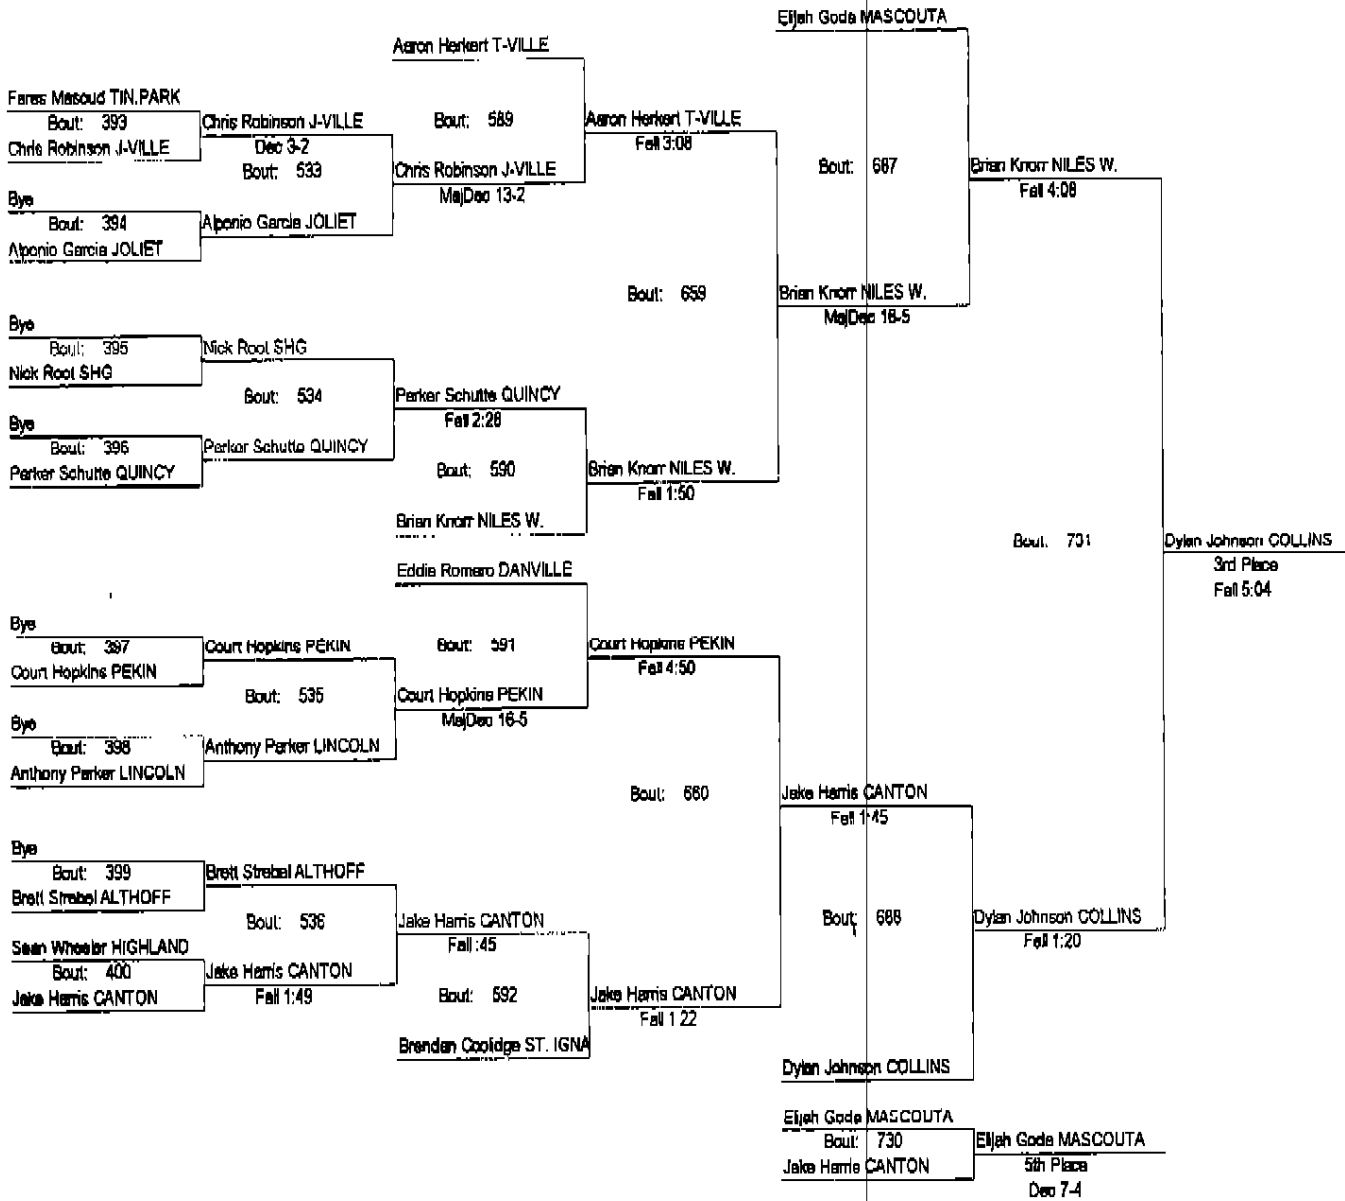 Elijah Goda MASCOUTA
Aaron Herkert T-VILLE
Faras Masoud TIN.PARK
Bout: 393
Chris Robinson J-VILLE
Chris Robinson J-VILLE
Dec 3-2
Bout: 533
Bout: 589
Aaron Herkert T-VILLE
Fall 3:08
Chris Robinson J-VILLE
MajDec 13-2
Bye
Bout: 394
Alponio Garcia JOLIET
Alponio Garcia JOLIET
Bout: 687
Brian Knorr NILES W.
Fall 4:08
Bout: 659
Brian Knorr NILES W.
MajDec 16-5
Bye
Bout: 395
Nick Root SHG
Nick Root SHG
Bout: 534
Parker Schutte QUINCY
Fall 2:28
Bye
Bout: 396
Parker Schutte QUINCY
Parker Schutte QUINCY
Bout: 590
Brian Knorr NILES W.
Fall 1:50
Brian Knorr NILES W.
Bout: 731
Dylan Johnson COLLINS
3rd Place
Fall 5:04
Eddie Romero DANVILLE
Bye
Bout: 397
Court Hopkins PEKIN
Court Hopkins PEKIN
Bout: 591
Court Hopkins PEKIN
Fall 4:50
Bout: 535
Court Hopkins PEKIN
MajDec 16-5
Bye
Bout: 398
Anthony Parker LINCOLN
Anthony Parker LINCOLN
Bout: 660
Jake Harris CANTON
Fall 1:45
Bye
Bout: 399
Brett Strebel ALTHOFF
Brett Strebel ALTHOFF
Bout: 536
Jake Harris CANTON
Fall :45
Bout: 688
Dylan Johnson COLLINS
Fall 1:20
Sean Wheeler HIGHLAND
Bout: 400
Jake Harris CANTON
Jake Harris CANTON
Fall 1:49
Bout: 592
Jake Harris CANTON
Fall 1:22
Brendan Coolidge ST. IGNA
Dylan Johnson COLLINS
Elijah Goda MASCOUTA
Bout: 730
Jake Harris CANTON
Elijah Goda MASCOUTA
5th Place
Dec 7-4